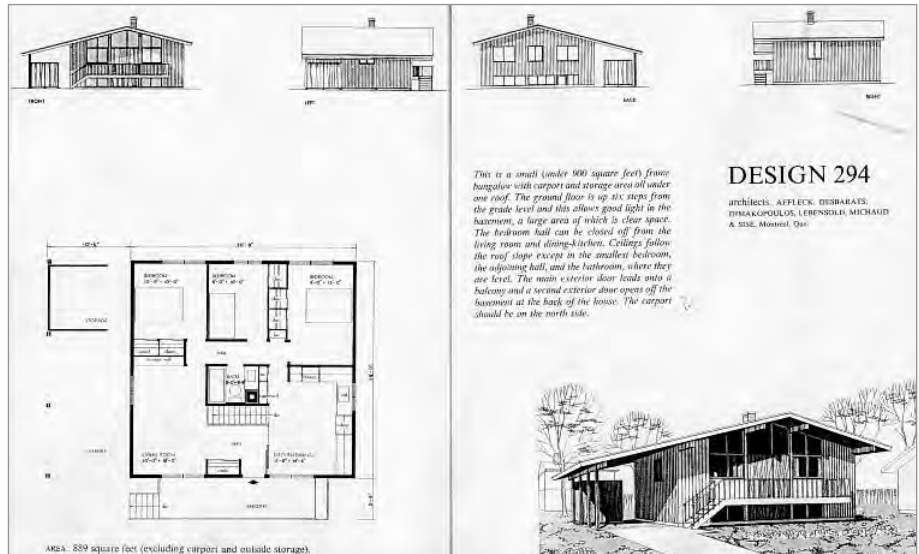 FRONT
LEFT
BACK
RIGHT
This is a small (under 900 square feet) frame
bungalow with carport and storage area all under
one roof. The ground floor is up six steps from
the grade level and this allows good light in the
basement, a large area of which is clear space.
The bedroom hall can be closed off from the
living room and dining-kitchen. Ceilings follow
the roof slope except in the smallest bedroom,
the adjoining hall, and the bathroom, where they
are level. The main exterior door leads onto a
balcony and a second exterior door opens off the
basement at the back of the house. The carport
should be on the north side.
DESIGN 294
architects, AFFLECK, DESBARATS,
DIMAKOPOULOS, LEBENSOLD, MICHAUD
& SISE, Montreal, Que.
BEDROOM
BEDROOM
BEDROOM
STORAGE
HALL
BATH
LIVING ROOM
AREA: 889 square feet (excluding carport and outside storage).